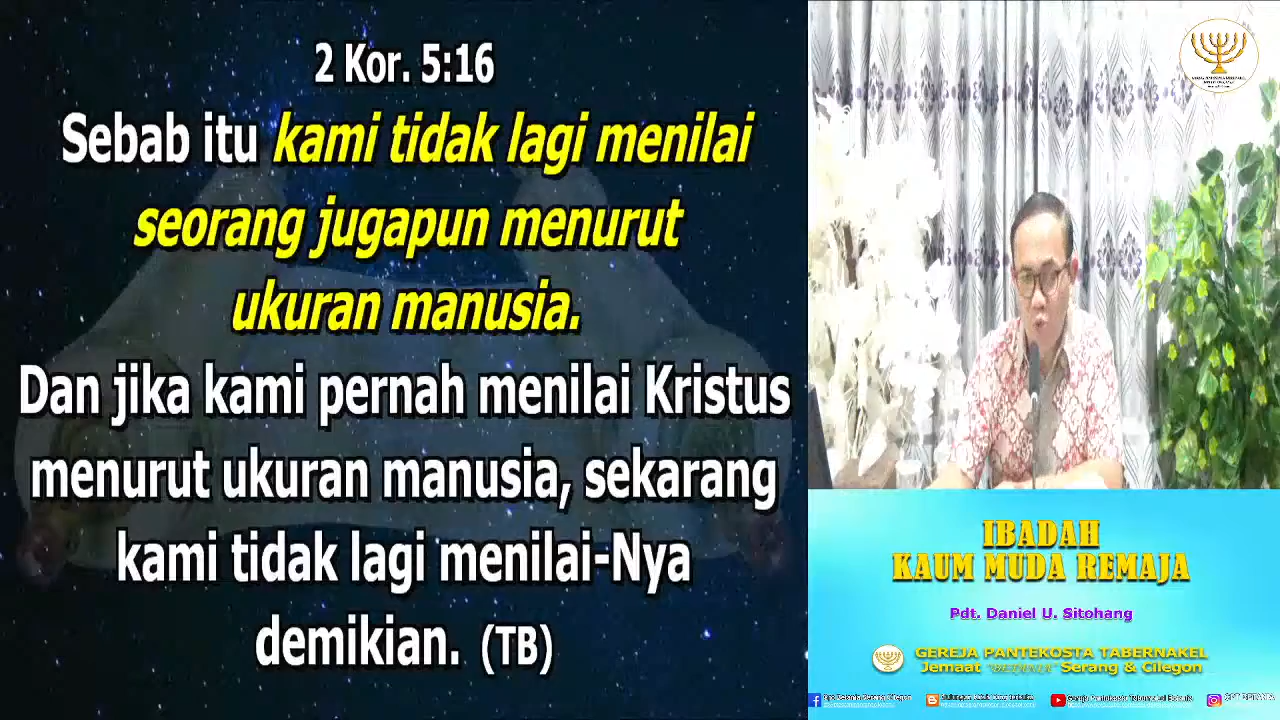 2 Kor. 5:16
Sebab itu kami tidak lagi menilai
seorang jugapun menurut
ukuran manusia.
Dan jika kami pernah menilai Kristus
menurut ukuran manusia, sekarang
kami tidak lagi menilai-Nya
demikian. (TB)
IBADAH
KAUM MUDA REMAJA
Pdt. Daniel U. Sitohang
GEREJA PANTEKOSTA TABERNAKEL
Jemaat "BETANIA" Serang & Cilegon